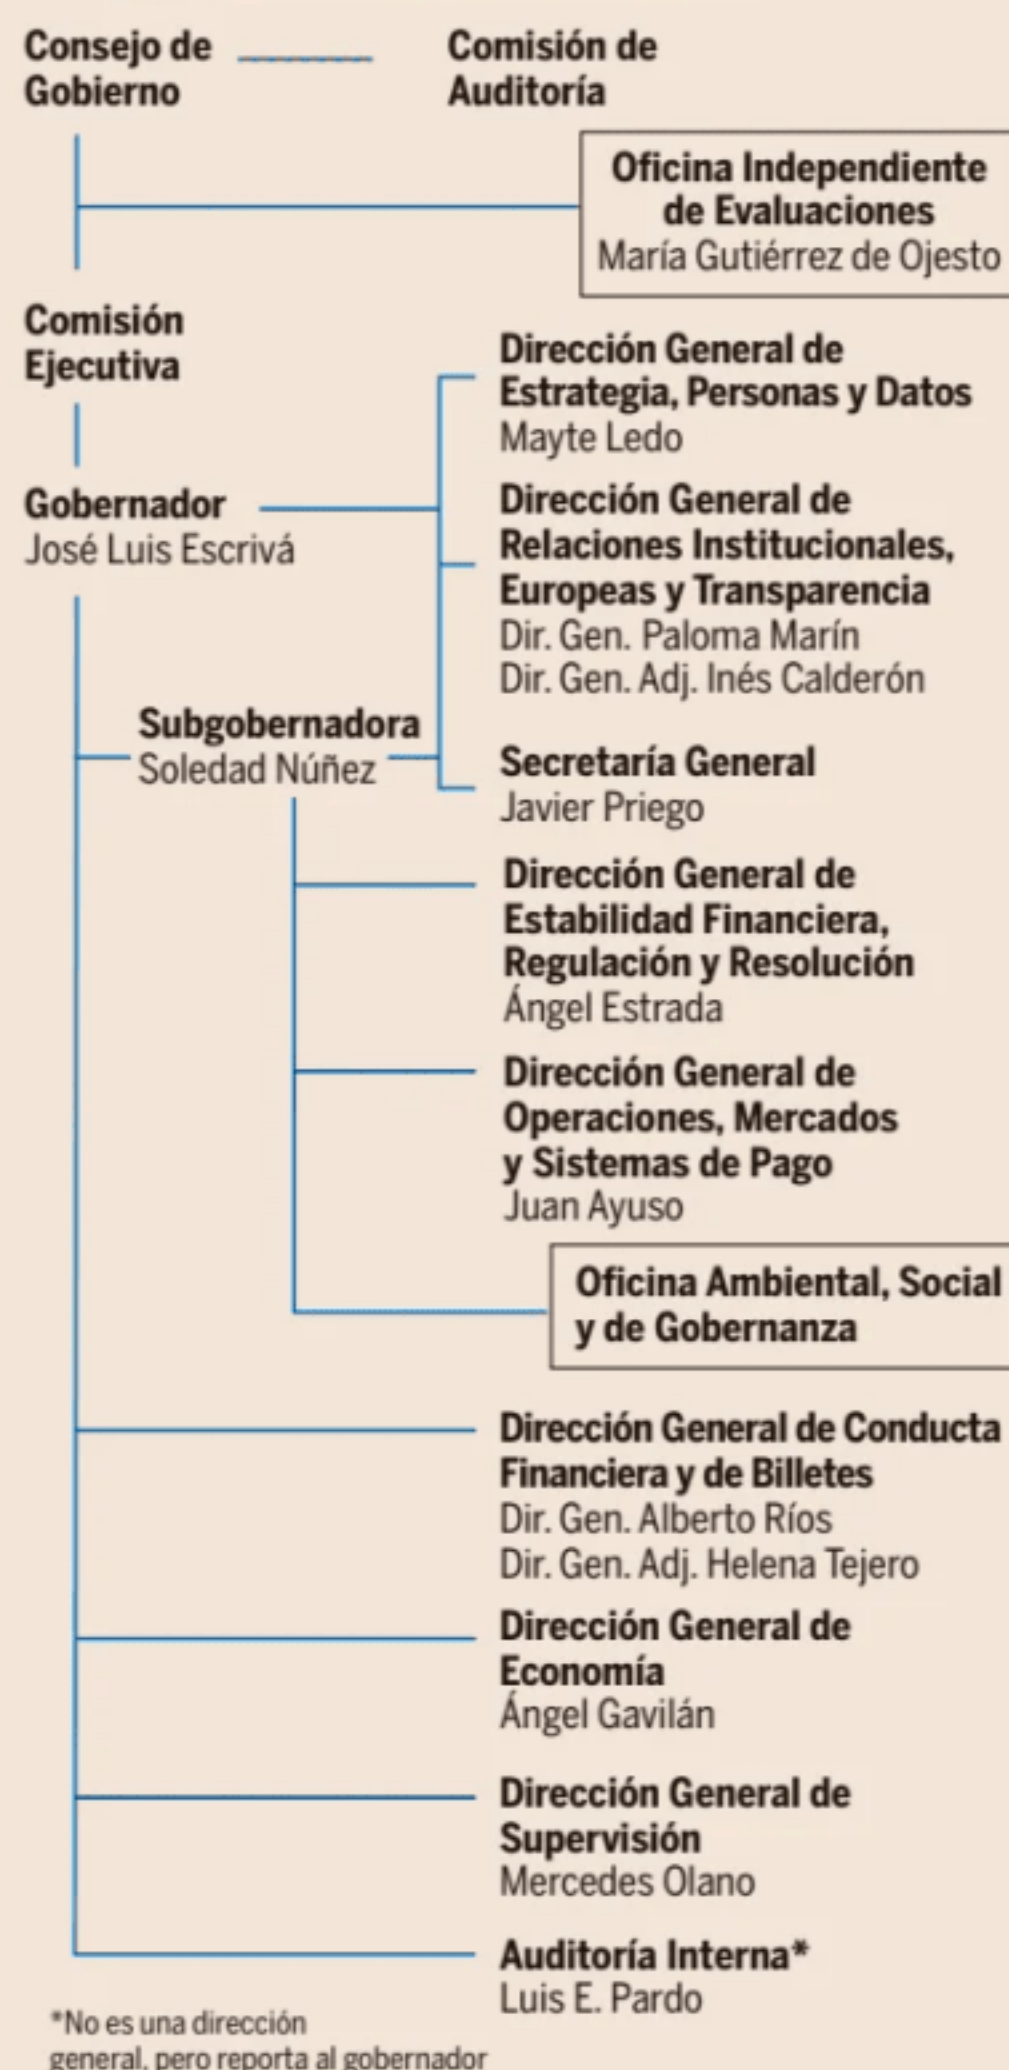 Consejo de
Gobierno
Comisión de
Auditoría
Oficina Independiente
de Evaluaciones
María Gutiérrez de Ojesto
Comisión
Ejecutiva
Dirección General de
Estrategia, Personas y Datos
Mayte Ledo
Gobernador
José Luis Escrivá
Dirección General de
Relaciones Institucionales,
Europeas y Transparencia
Dir. Gen. Paloma Marín
Dir. Gen. Adj. Inés Calderón
Subgobernadora
Soledad Núñez
Secretaría General
Javier Priego
Dirección General de
Estabilidad Financiera,
Regulación y Resolución
Ángel Estrada
Dirección General de
Operaciones, Mercados
y Sistemas de Pago
Juan Ayuso
Oficina Ambiental, Social
y de Gobernanza
Dirección General de Conducta
Financiera y de Billetes
Dir. Gen. Alberto Ríos
Dir. Gen. Adj. Helena Tejero
Dirección General de
Economía
Ángel Gavilán
Dirección General de
Supervisión
Mercedes Olano
Auditoría Interna*
Luis E. Pardo
*No es una dirección
general, pero reporta al gobernador